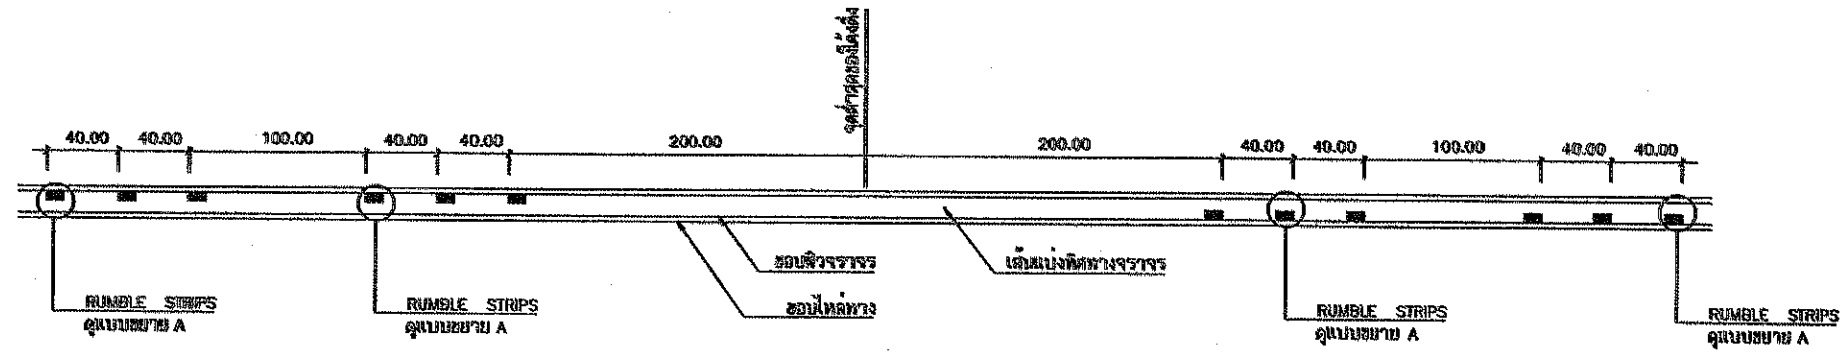 จุดต่ำสุดของโค้งดิ่ง
40.00 40.00 100.00 40.00 40.00 200.00 200.00 40.00 40.00 100.00 40.00 40.00
ขอบผิวจราจร
เส้นแบ่งทิศทางจราจร
ขอบไหล่ทาง
RUMBLE STRIPS
ดูแบบขยาย A
RUMBLE STRIPS
ดูแบบขยาย A
RUMBLE STRIPS
ดูแบบขยาย A
RUMBLE STRIPS
ดูแบบขยาย A